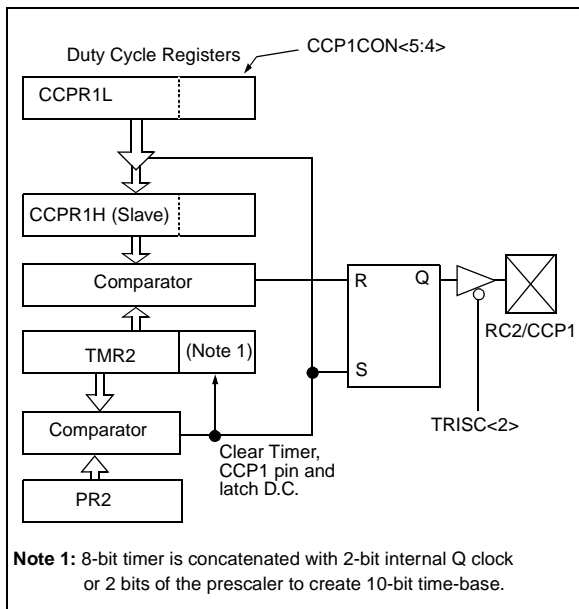 Duty Cycle Registers
CCP1CON<5:4>
CCPR1L
CCPR1H (Slave)
Comparator
R
Q
RC2/CCP1
TMR2
(Note 1)
S
TRISC<2>
Comparator
Clear Timer,
CCP1 pin and
latch D.C.
PR2
Note 1: 8-bit timer is concatenated with 2-bit internal Q clock
or 2 bits of the prescaler to create 10-bit time-base.